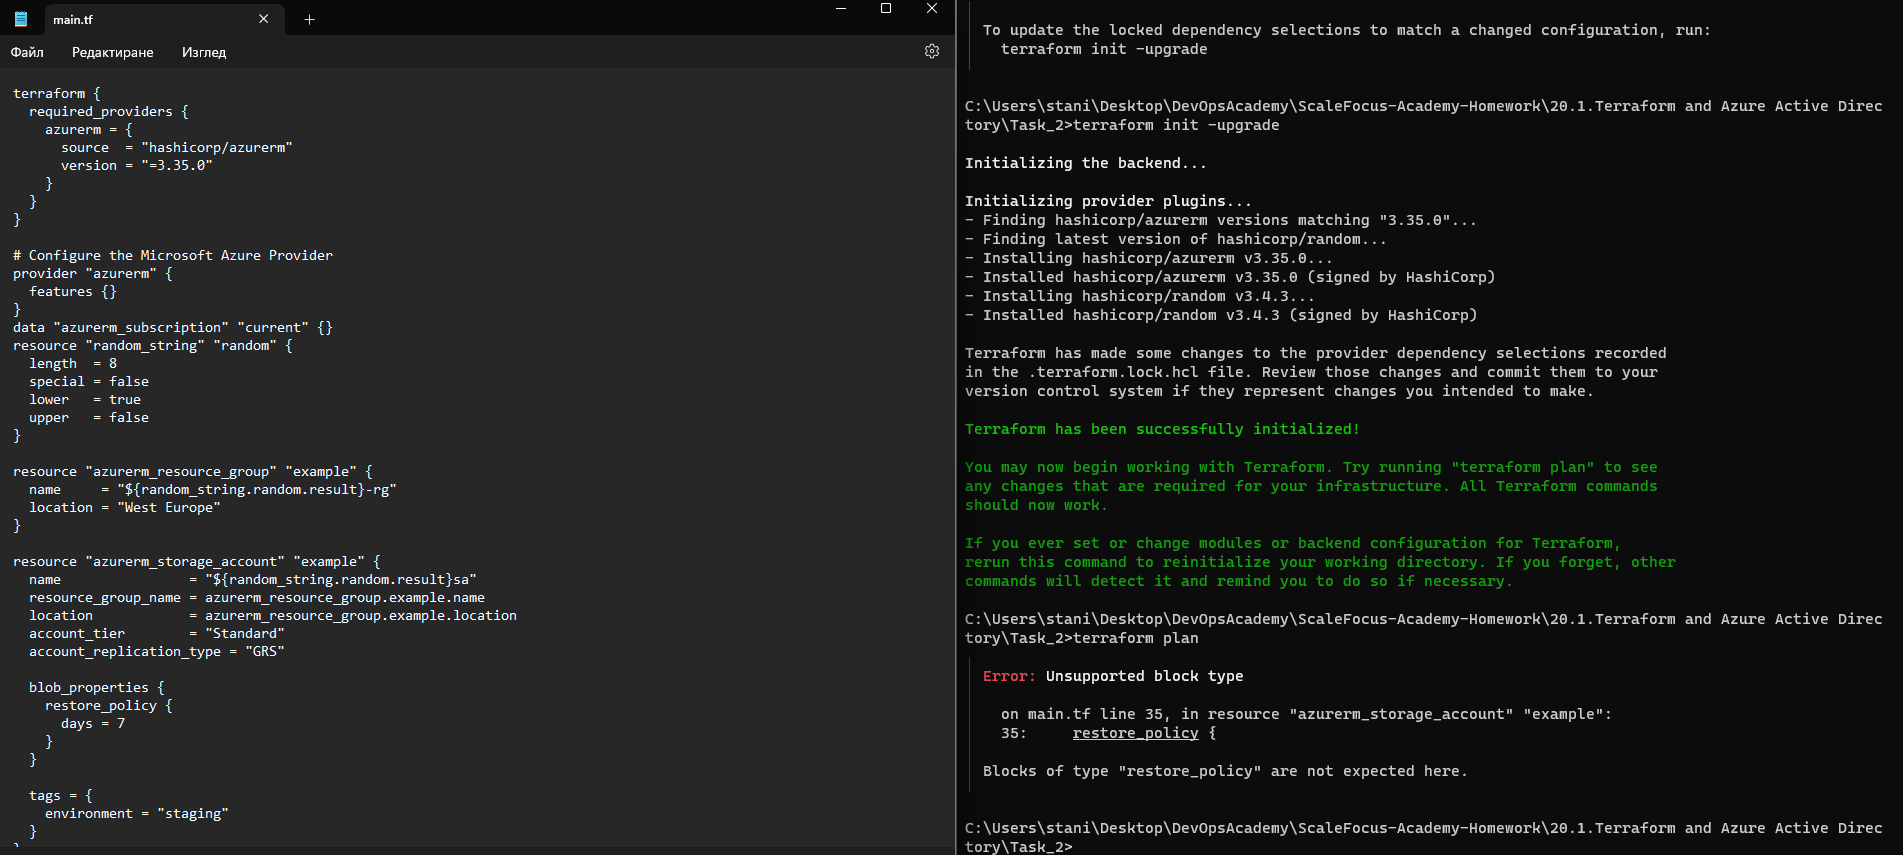 main.tf
Файл Редактиране Изглед
terraform {
  required_providers {
    azurerm = {
      source  = "hashicorp/azurerm"
      version = "=3.35.0"
    }
  }
}
# Configure the Microsoft Azure Provider
provider "azurerm" {
  features {}
}
data "azurerm_subscription" "current" {}
resource "random_string" "random" {
  length  = 8
  special = false
  lower   = true
  upper   = false
}
resource "azurerm_resource_group" "example" {
  name     = "${random_string.random.result}-rg"
  location = "West Europe"
}
resource "azurerm_storage_account" "example" {
  name                     = "${random_string.random.result}sa"
  resource_group_name = azurerm_resource_group.example.name
  location            = azurerm_resource_group.example.location
  account_tier        = "Standard"
  account_replication_type = "GRS"
  blob_properties {
    restore_policy {
      days = 7
    }
  }
  tags = {
    environment = "staging"
  }
To update the locked dependency selections to match a changed configuration, run:
  terraform init -upgrade
C:\Users\stani\Desktop\DevOpsAcademy\ScaleFocus-Academy-Homework\20.1.Terraform and Azure Active Direc
tory\Task_2>terraform init -upgrade
Initializing the backend...
Initializing provider plugins...
- Finding hashicorp/azurerm versions matching "3.35.0"...
- Finding latest version of hashicorp/random...
- Installing hashicorp/azurerm v3.35.0...
- Installed hashicorp/azurerm v3.35.0 (signed by HashiCorp)
- Installing hashicorp/random v3.4.3...
- Installed hashicorp/random v3.4.3 (signed by HashiCorp)
Terraform has made some changes to the provider dependency selections recorded
in the .terraform.lock.hcl file. Review those changes and commit them to your
version control system if they represent changes you intended to make.
Terraform has been successfully initialized!
You may now begin working with Terraform. Try running "terraform plan" to see
any changes that are required for your infrastructure. All Terraform commands
should now work.
If you ever set or change modules or backend configuration for Terraform,
rerun this command to reinitialize your working directory. If you forget, other
commands will detect it and remind you to do so if necessary.
C:\Users\stani\Desktop\DevOpsAcademy\ScaleFocus-Academy-Homework\20.1.Terraform and Azure Active Direc
tory\Task_2>terraform plan
Error: Unsupported block type
  on main.tf line 35, in resource "azurerm_storage_account" "example":
  35:     restore_policy {
Blocks of type "restore_policy" are not expected here.
C:\Users\stani\Desktop\DevOpsAcademy\ScaleFocus-Academy-Homework\20.1.Terraform and Azure Active Direc
tory\Task_2>